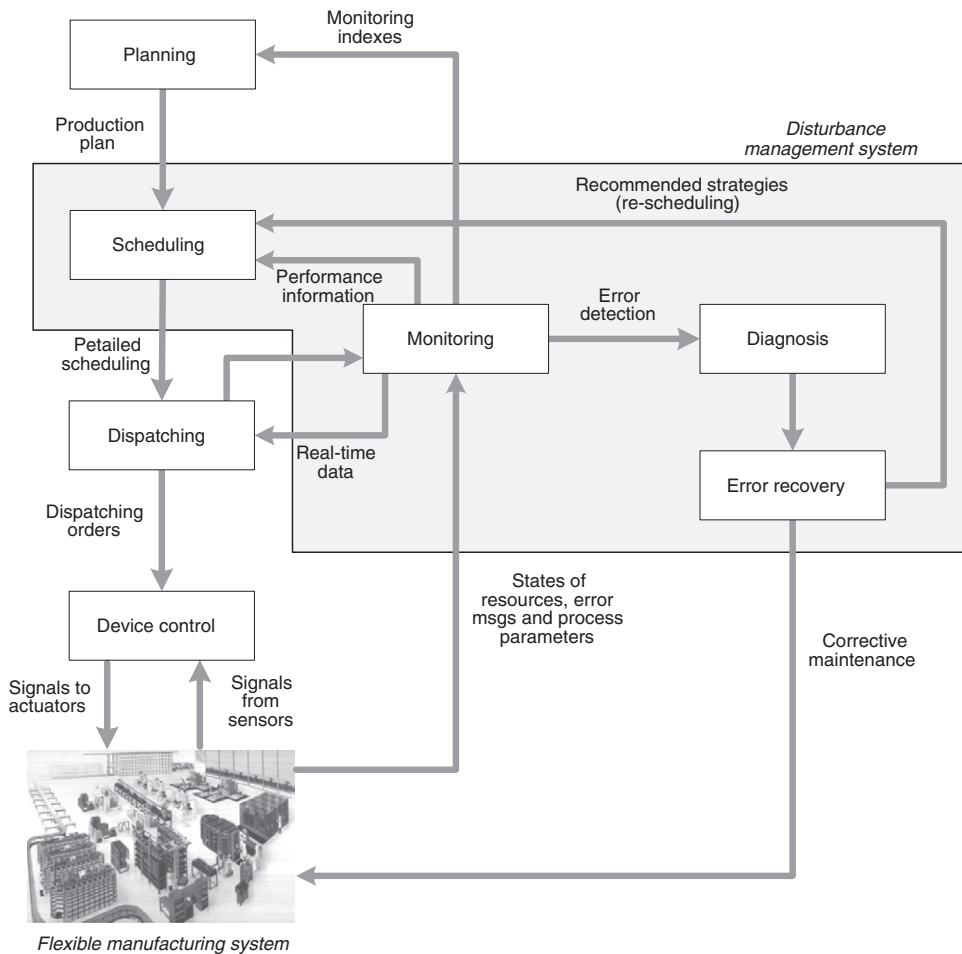 Monitoring
indexes
Planning
Production
plan
Disturbance
management system
Recommended strategies
(re-scheduling)
Scheduling
Performance
information
Error
detection
Monitoring
Diagnosis
Petailed
scheduling
Dispatching
Real-time
data
Error recovery
Dispatching
orders
States of
resources, error
msgs and process
parameters
Device control
Corrective
maintenance
Signals to
actuators
Signals
from
sensors
Flexible manufacturing system